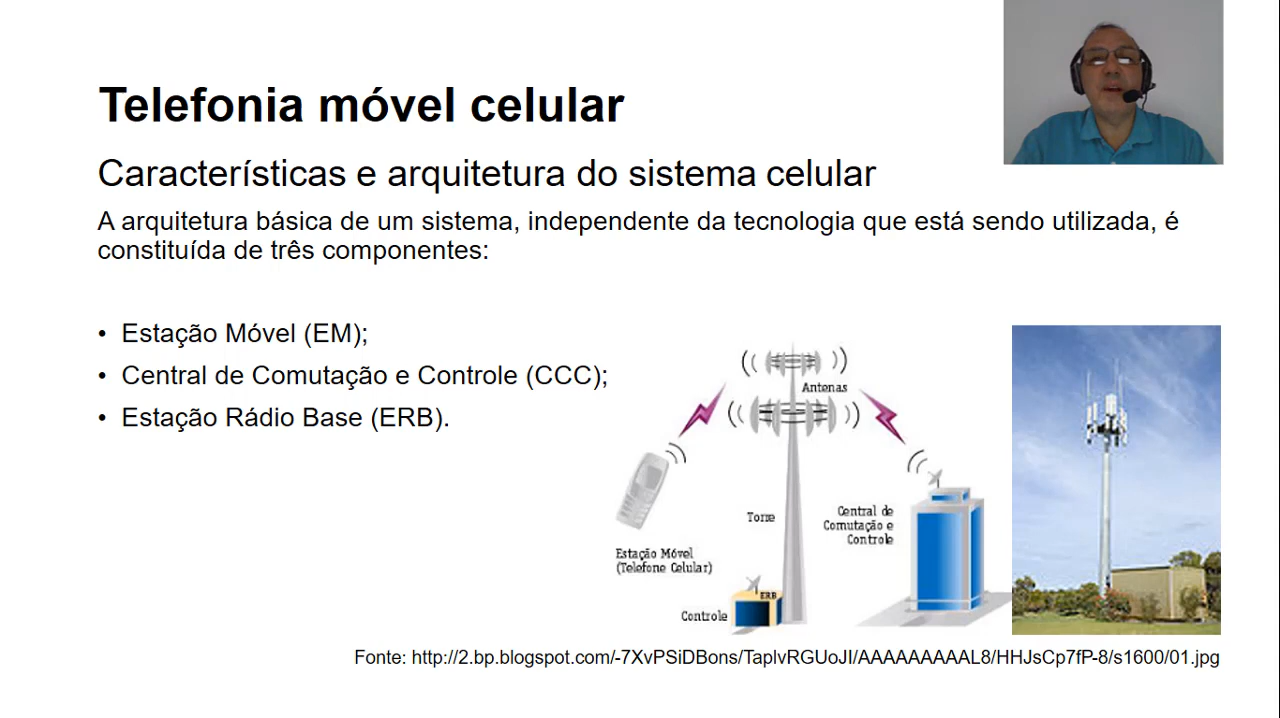 Telefonia móvel celular
Características e arquitetura do sistema celular
A arquitetura básica de um sistema, independente da tecnologia que está sendo utilizada, é
constituída de três componentes:
• Estação Móvel (EM);
• Central de Comutação e Controle (CCC);
• Estação Rádio Base (ERB).
Antenas
Torre
Central de
Comutação e
Controle
Estação Móvel
(Telefone Celular)
ERB
Controle
Fonte: http://2.bp.blogspot.com/-7XvPSiDBons/TaplvRGUoJI/AAAAAAAAAL8/HHJsCp7fP-8/s1600/01.jpg